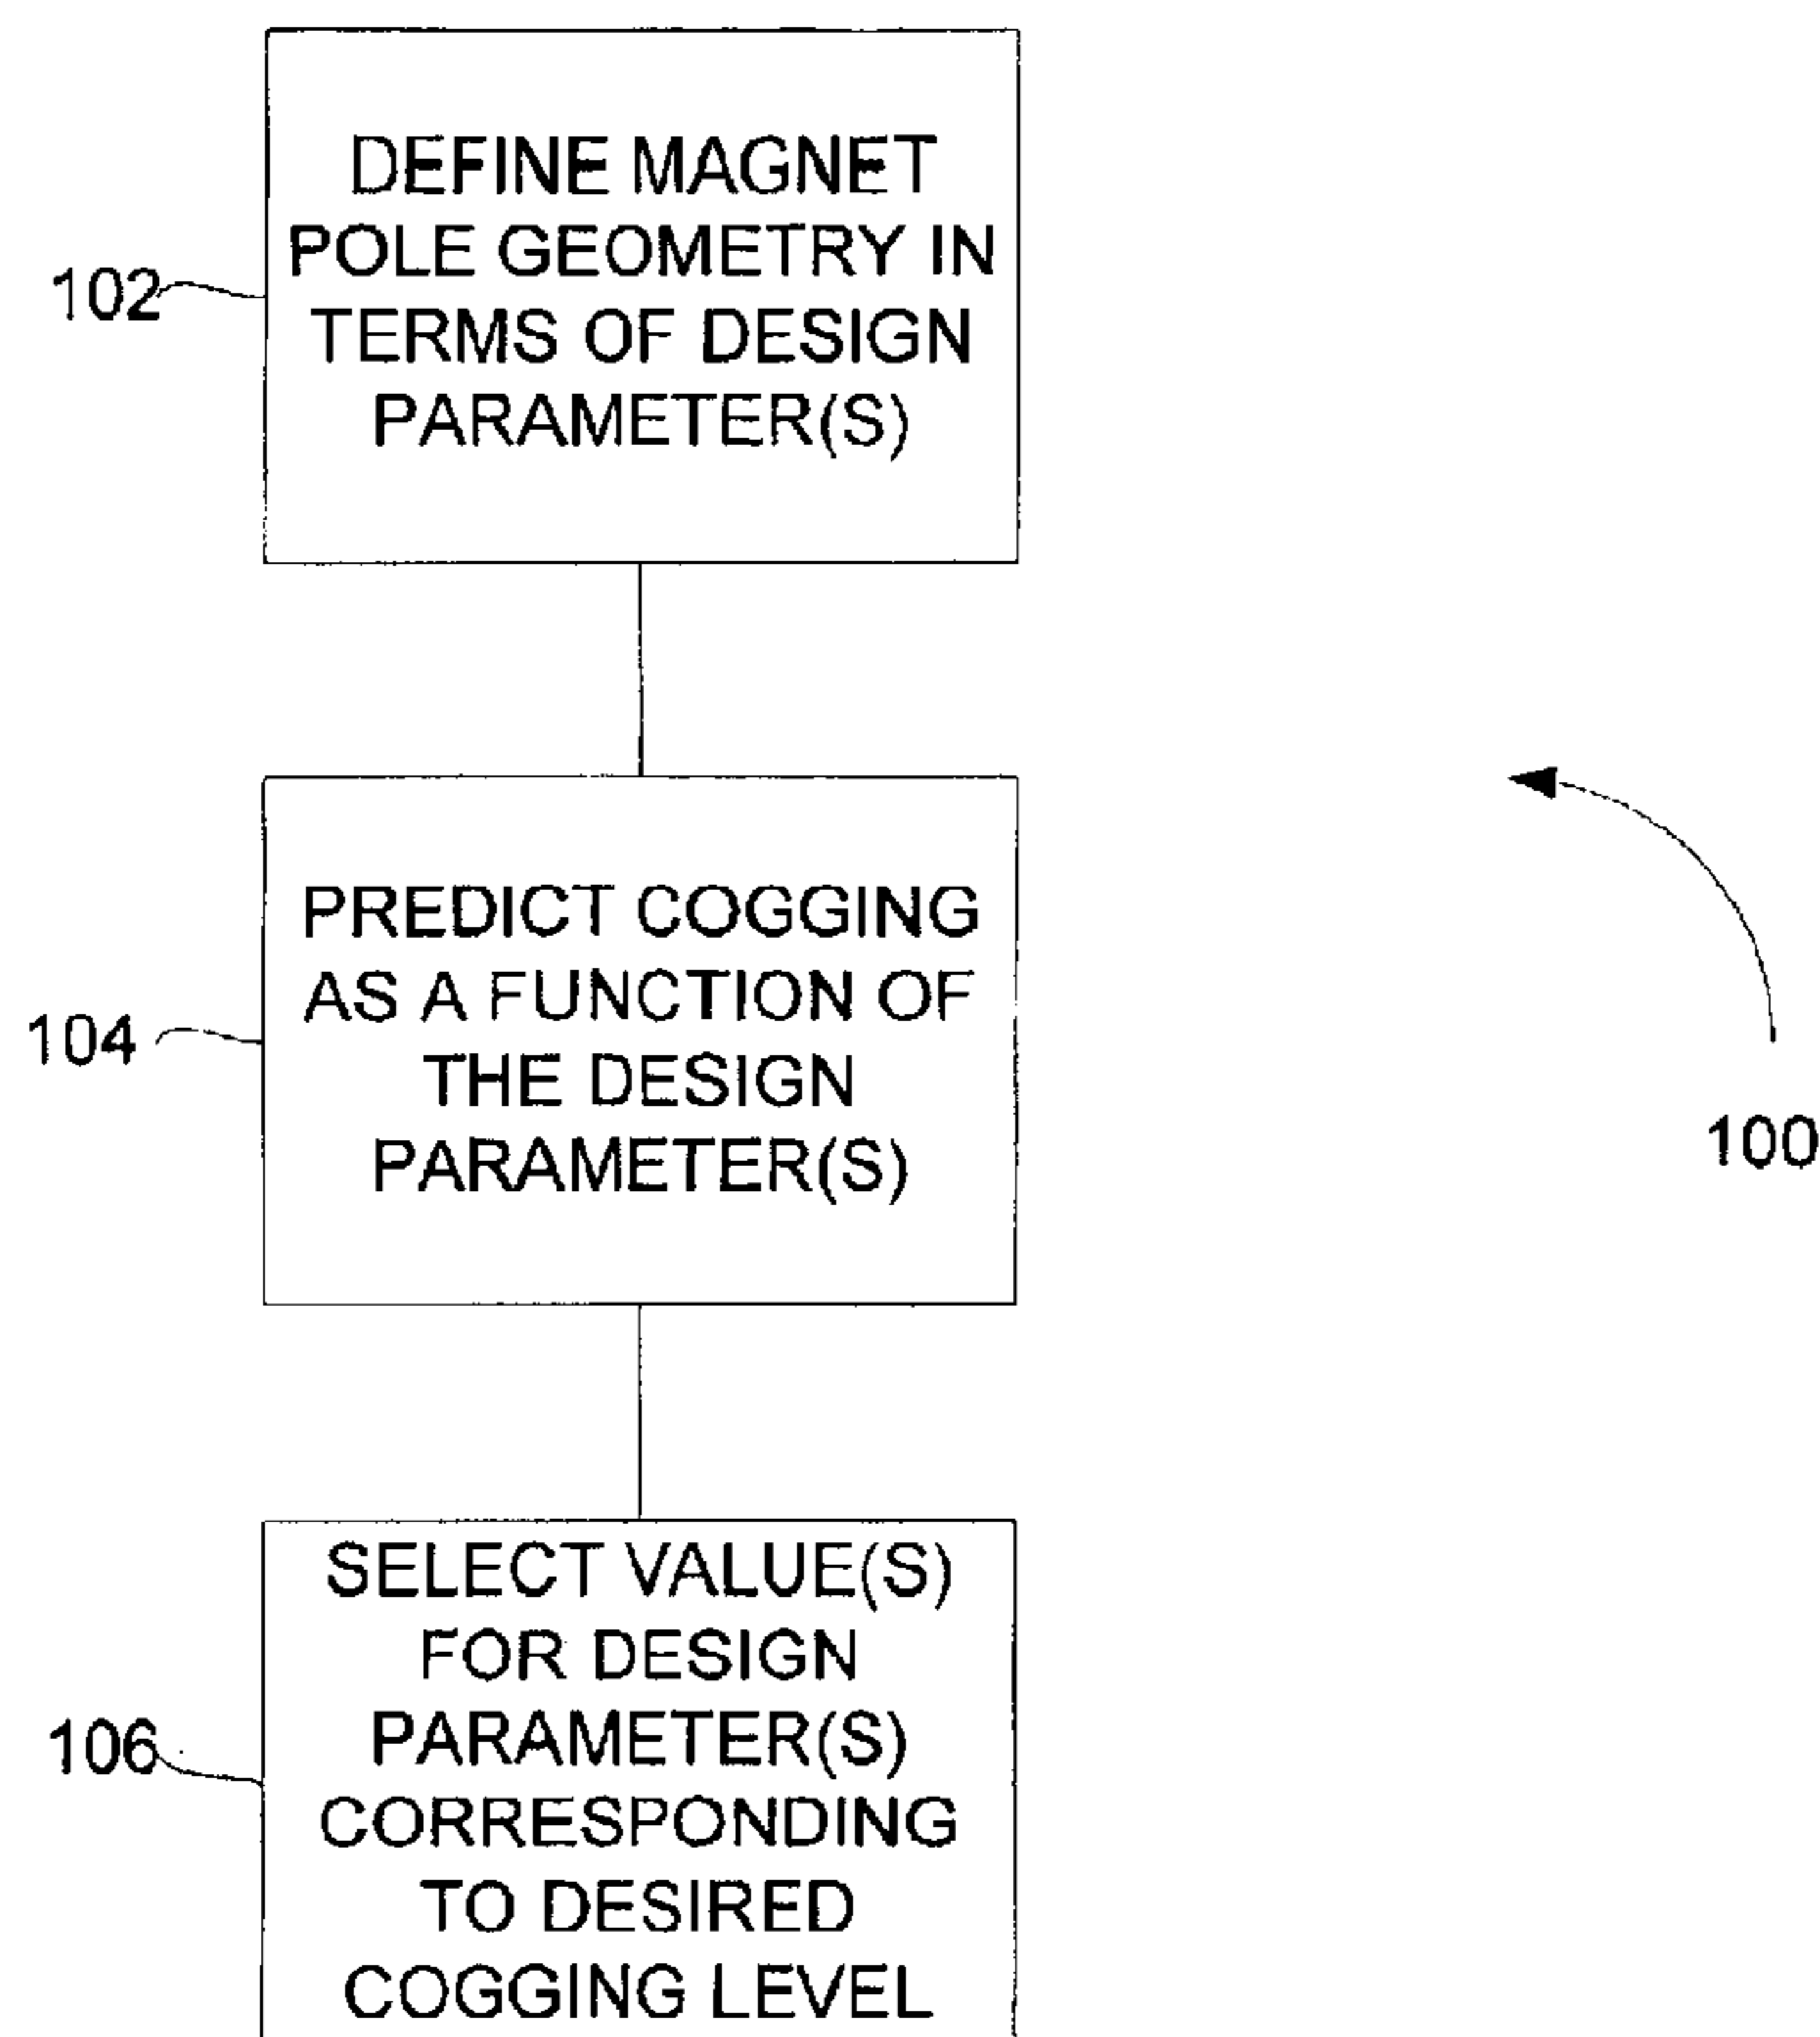 DEFINE MAGNET
POLE GEOMETRY IN
TERMS OF DESIGN
PARAMETER(S)
102
PREDICT COGGING
AS A FUNCTION OF
THE DESIGN
PARAMETER(S)
104
100
SELECT VALUE(S)
FOR DESIGN
PARAMETER(S)
CORRESPONDING
TO DESIRED
COGGING LEVEL
106